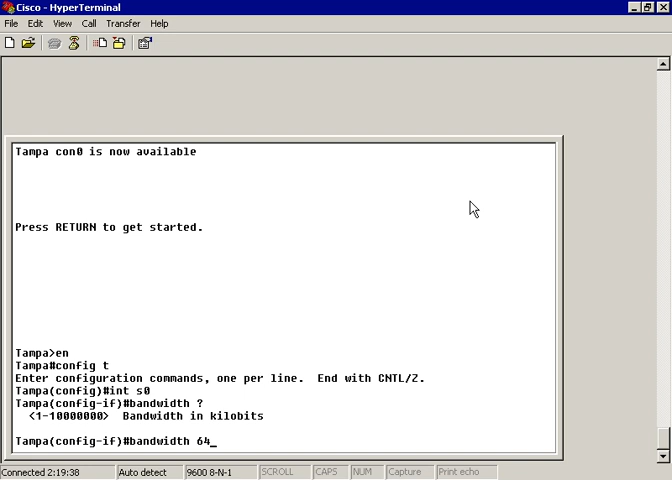 Cisco - HyperTerminal
File Edit View Call Transfer Help
Tampa con0 is now available
Press RETURN to get started.
Tampa>en
Tampa#config t
Enter configuration commands, one per line.  End with CNTL/Z.
Tampa(config)#int s0
Tampa(config-if)#bandwidth ?
<1-10000000>  Bandwidth in kilobits
Tampa(config-if)#bandwidth 64_
Connected 2:19:38 Auto detect 9600 8-N-1 SCROLL CAPS NUM Capture Print echo